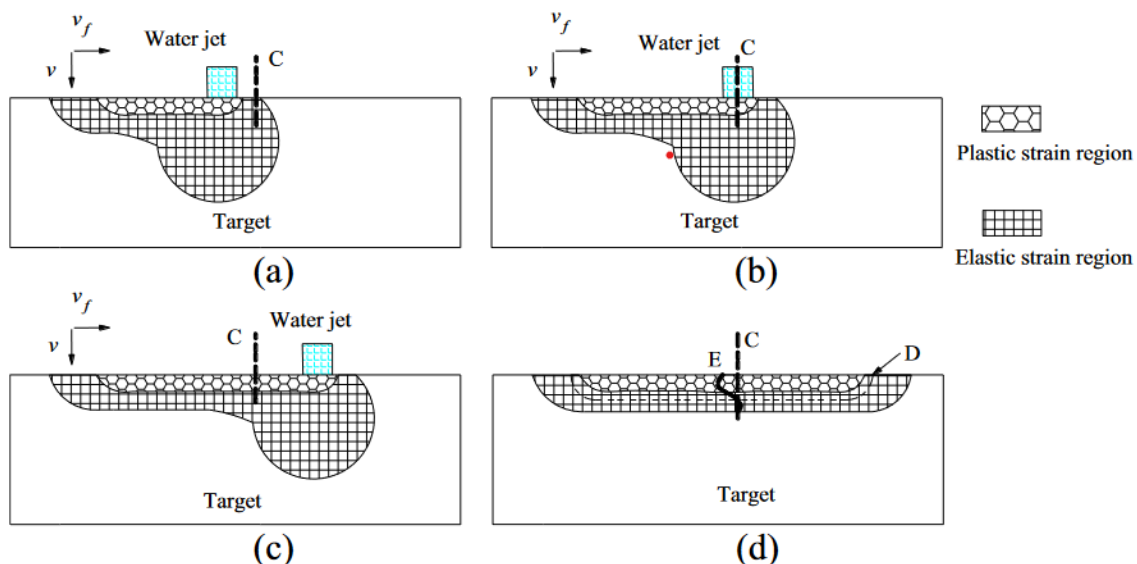 v_f
Water jet
v
C
Target
(a)
v_f
Water jet
C
v
Target
(b)
Plastic strain region
Elastic strain region
v_f
Water jet
v
C
Target
(c)
C
D
E
Target
(d)